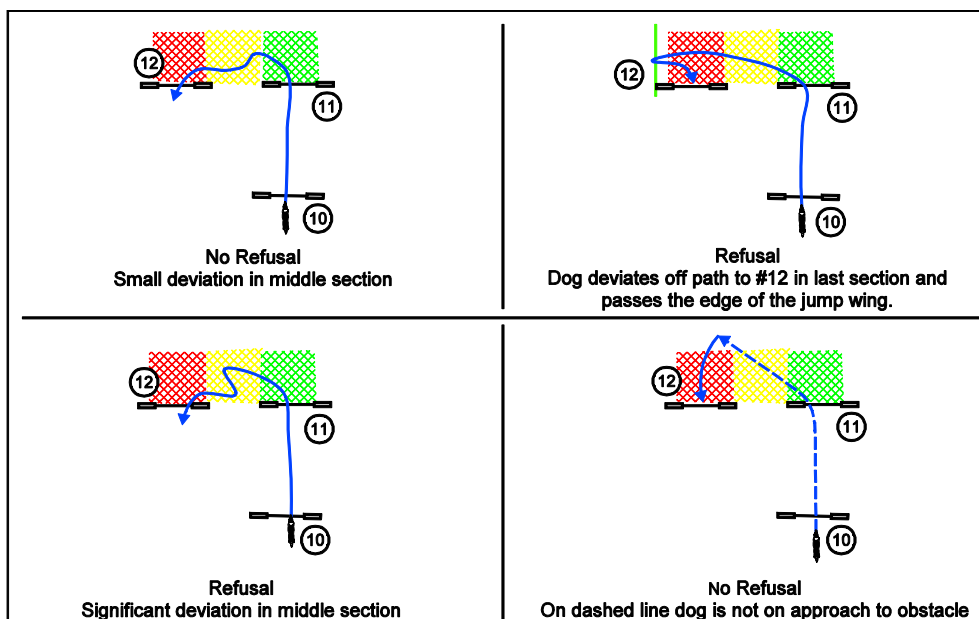 12
11
10
No Refusal
Small deviation in middle section
12
11
10
Refusal
Dog deviates off path to #12 in last section and
passes the edge of the jump wing.
12
11
10
Refusal
Significant deviation in middle section
12
11
10
No Refusal
On dashed line dog is not on approach to obstacle